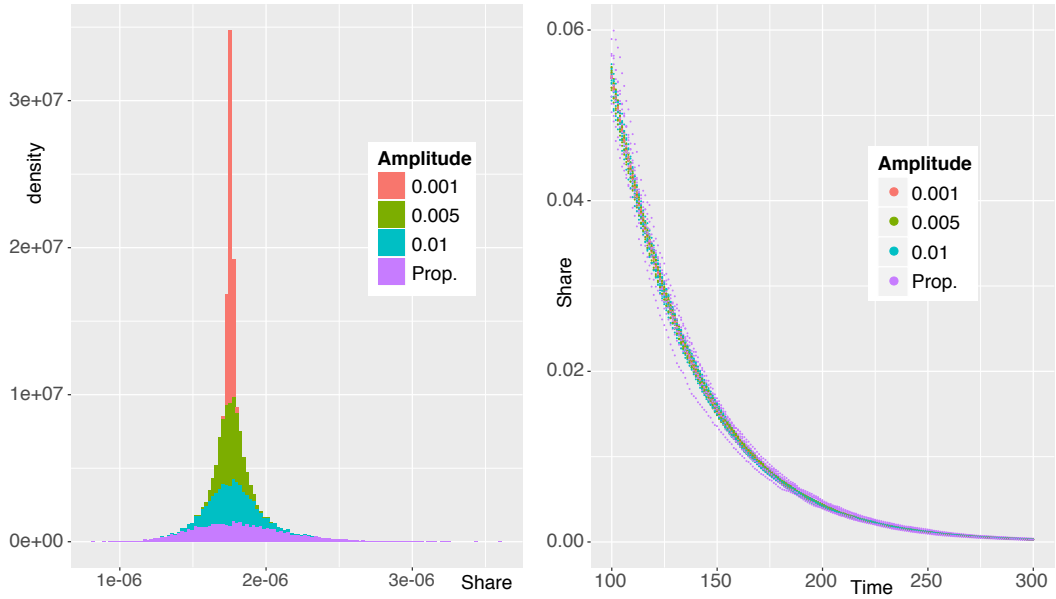 3e+07
2e+07
1e+07
0e+00
density
Amplitude
0.001
0.005
0.01
Prop.
1e-06 2e-06 3e-06
Share
0.06
0.04
0.02
0.00
Share
Amplitude
0.001
0.005
0.01
Prop.
100 150 200 250 300
Time